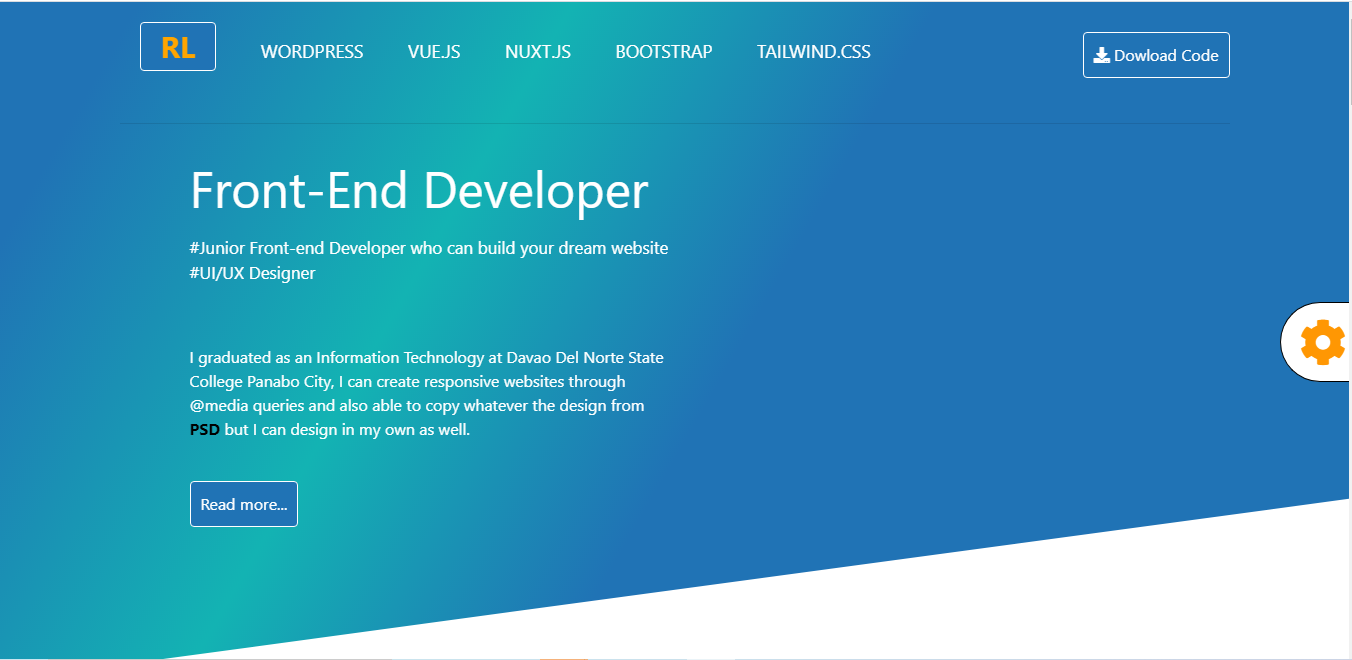 RL
WORDPRESS VUE.JS NUXT.JS BOOTSTRAP TAILWIND.CSS
Dowload Code
Front-End Developer
#Junior Front-end Developer who can build your dream website
#UI/UX Designer
I graduated as an Information Technology at Davao Del Norte State
College Panabo City, I can create responsive websites through
@media queries and also able to copy whatever the design from
PSD but I can design in my own as well.
Read more...